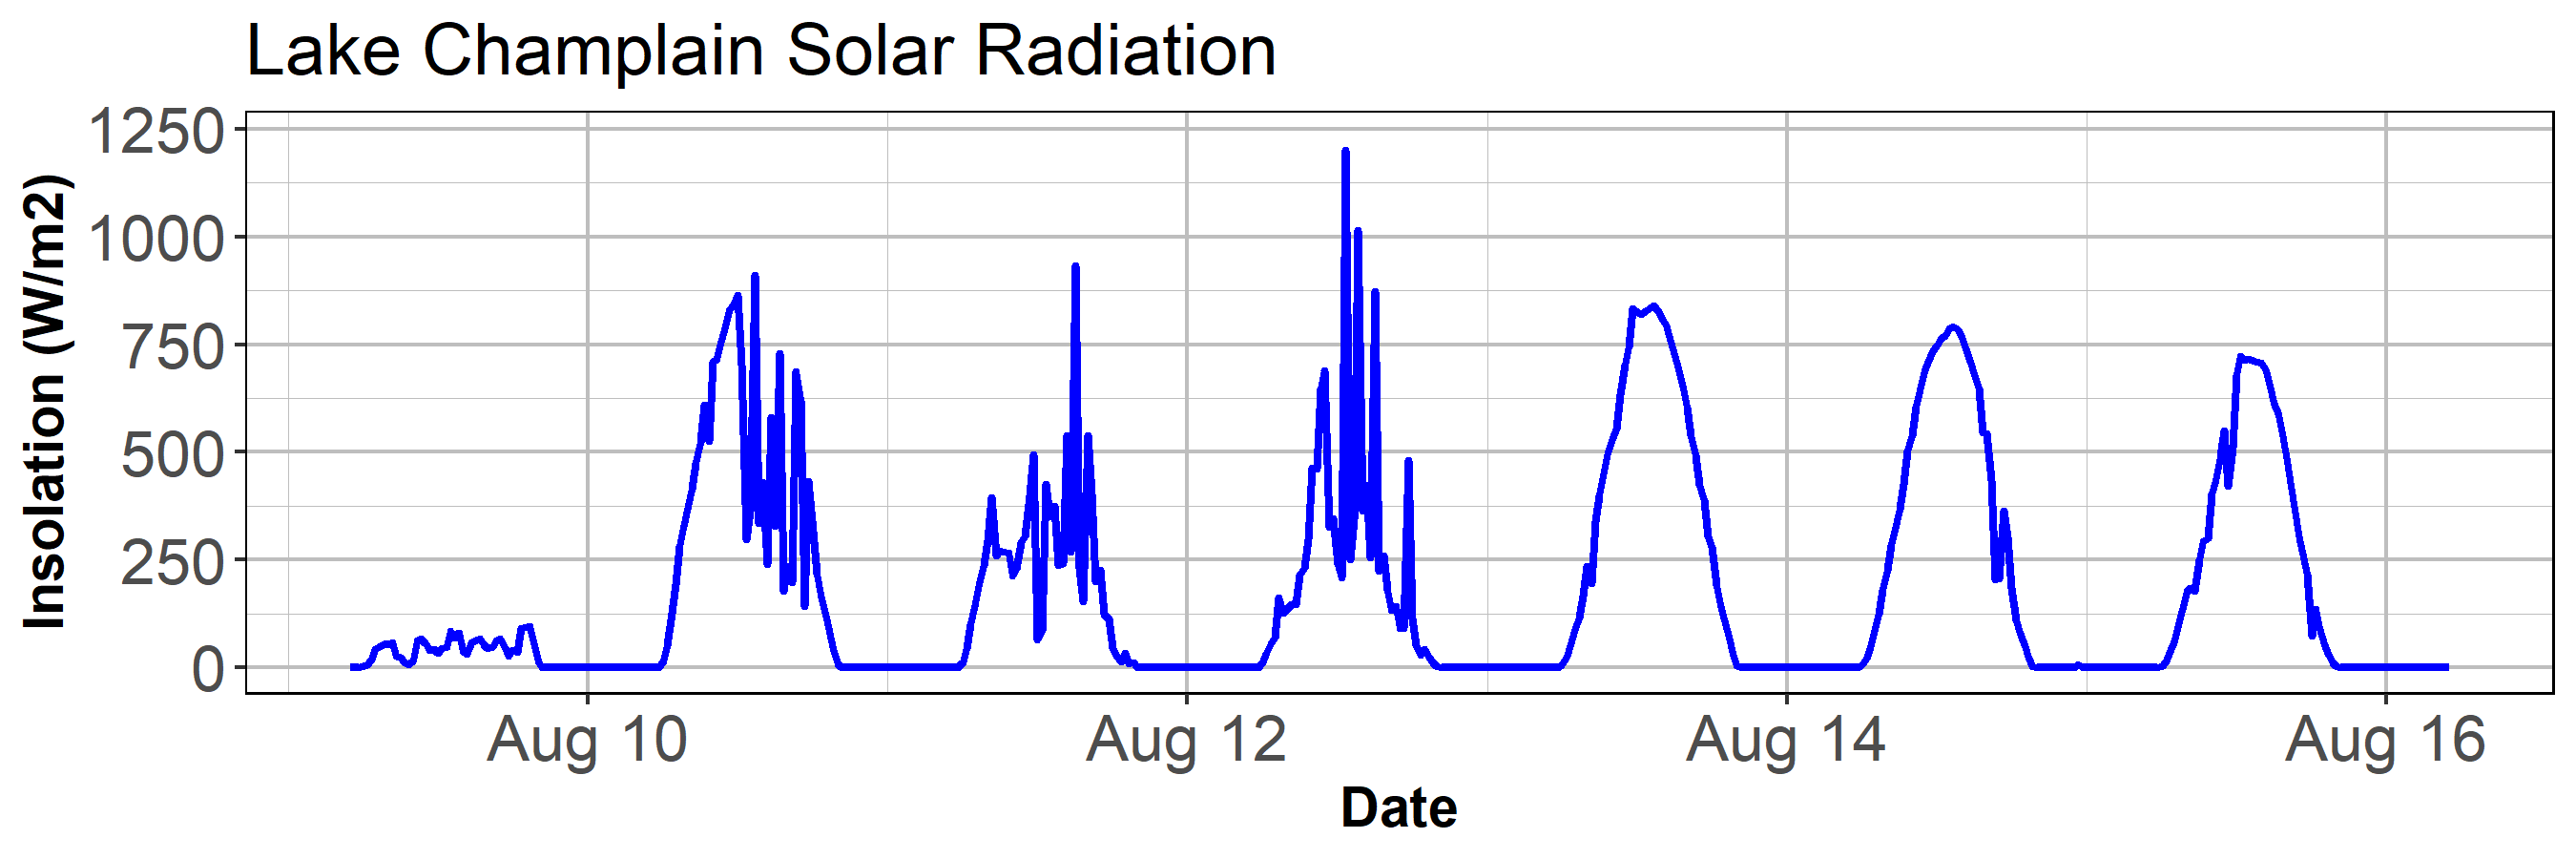 Lake Champlain Solar Radiation
Insolation (W/m2)
1250
1000
750
500
250
0
Aug 10 Aug 12 Aug 14 Aug 16
Date